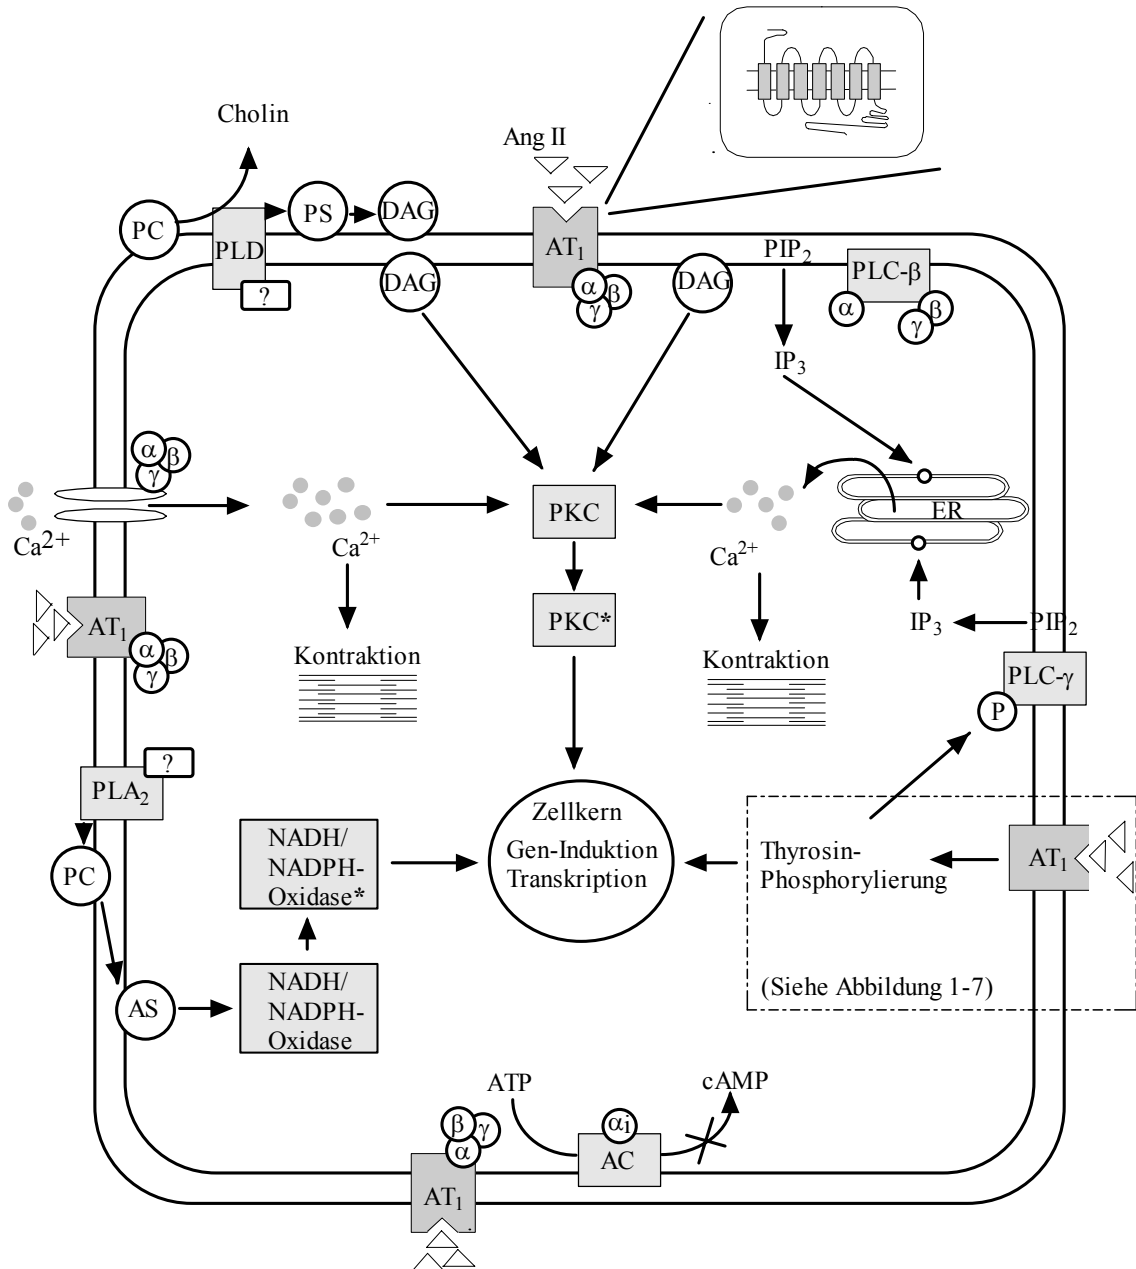 Cholin
Ang II
PC
PS
DAG
PLD
?
AT1
α
β
γ
DAG
DAG
PIP2
PLC-β
α
β
γ
IP3
α
β
γ
Ca2+
Ca2+
PKC
Ca2+
ER
AT1
α
β
γ
PKC*
IP3
PIP2
Kontraktion
Kontraktion
PLC-γ
P
PLA2
?
PC
NADH/
NADPH-
Oxidase*
Zellkern
Gen-Induktion
Transkription
Thyrosin-
Phosphorylierung
AT1
(Siehe Abbildung 1-7)
AS
NADH/
NADPH-
Oxidase
ATP
cAMP
β
γ
α
αi
AC
AT1